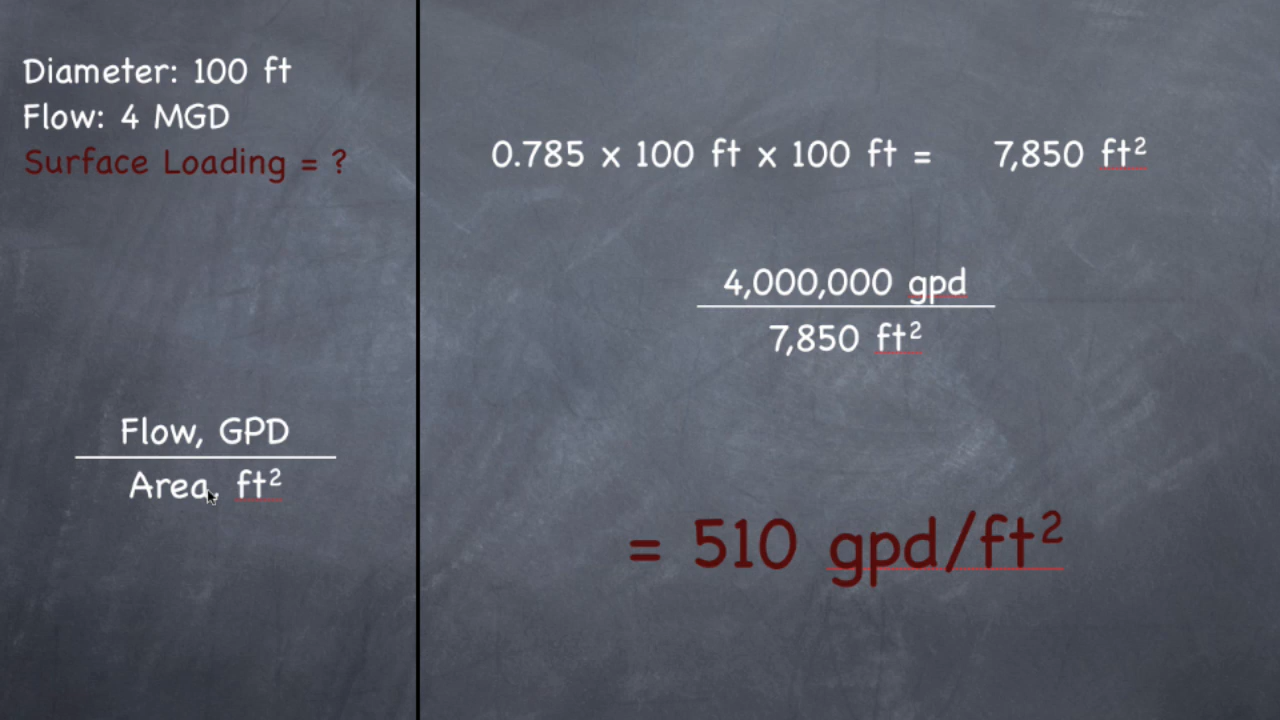 Diameter: 100 ft
Flow: 4 MGD
Surface Loading = ?
Flow, GPD
Area, ft²
0.785 x 100 ft x 100 ft = 7,850 ft²
4,000,000 gpd
7,850 ft²
= 510 gpd/ft²